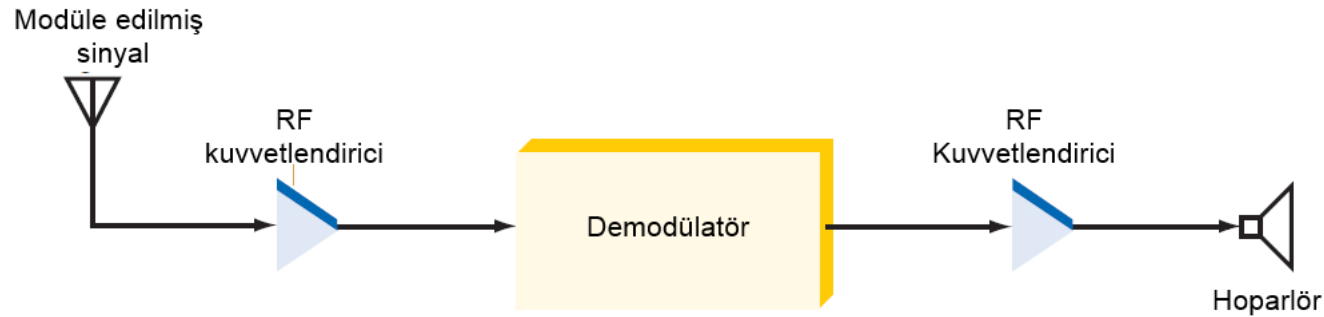 Modüle edilmiş
sinyal
RF
kuvvetlendirici
Demodülatör
RF
Kuvvetlendirici
Hoparlör